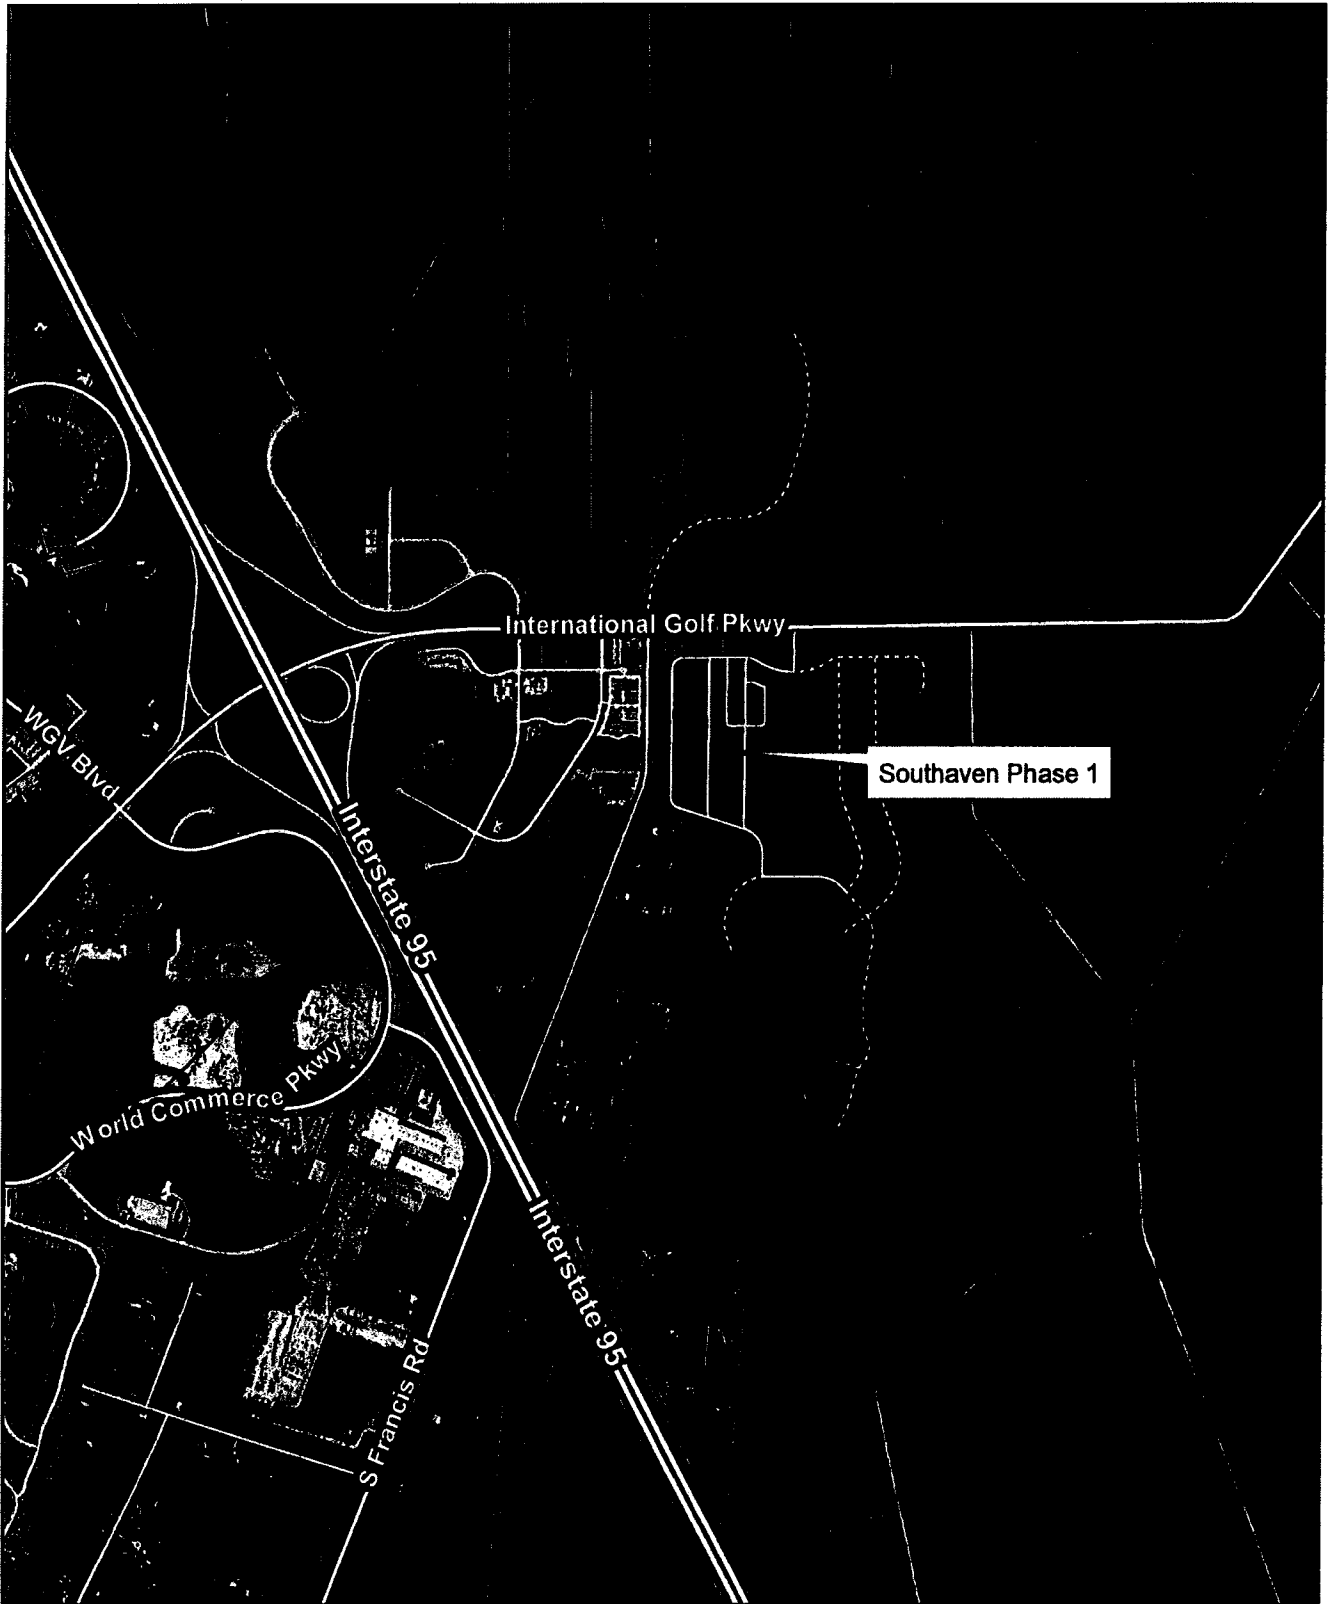 International Golf Pkwy
WGV Blvd
Southaven Phase 1
Interstate 95
World Commerce Pkwy
Interstate 95
S Francis Rd